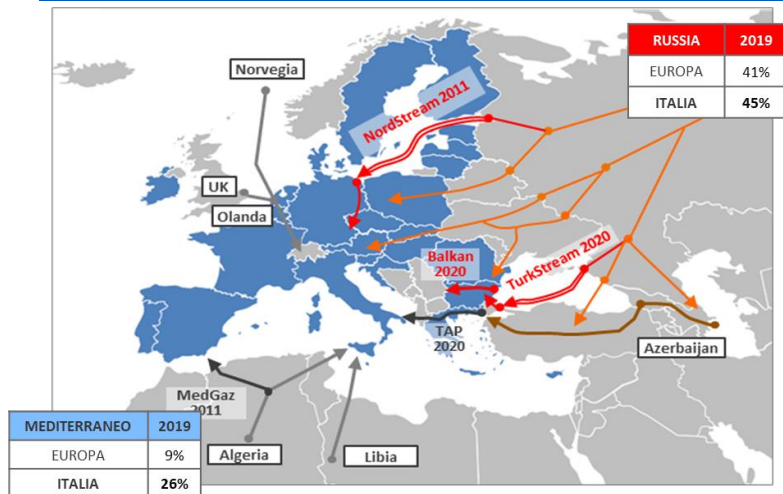 RUSSIA 2019
EUROPA 41%
ITALIA 45%
Norvegia
NordStream 2011
UK
Olanda
Balkan
2020
TurkStream 2020
TAP
2020
Azerbaijan
MedGaz
2011
Algeria
Libia
MEDITERRANEO 2019
EUROPA 9%
ITALIA 26%